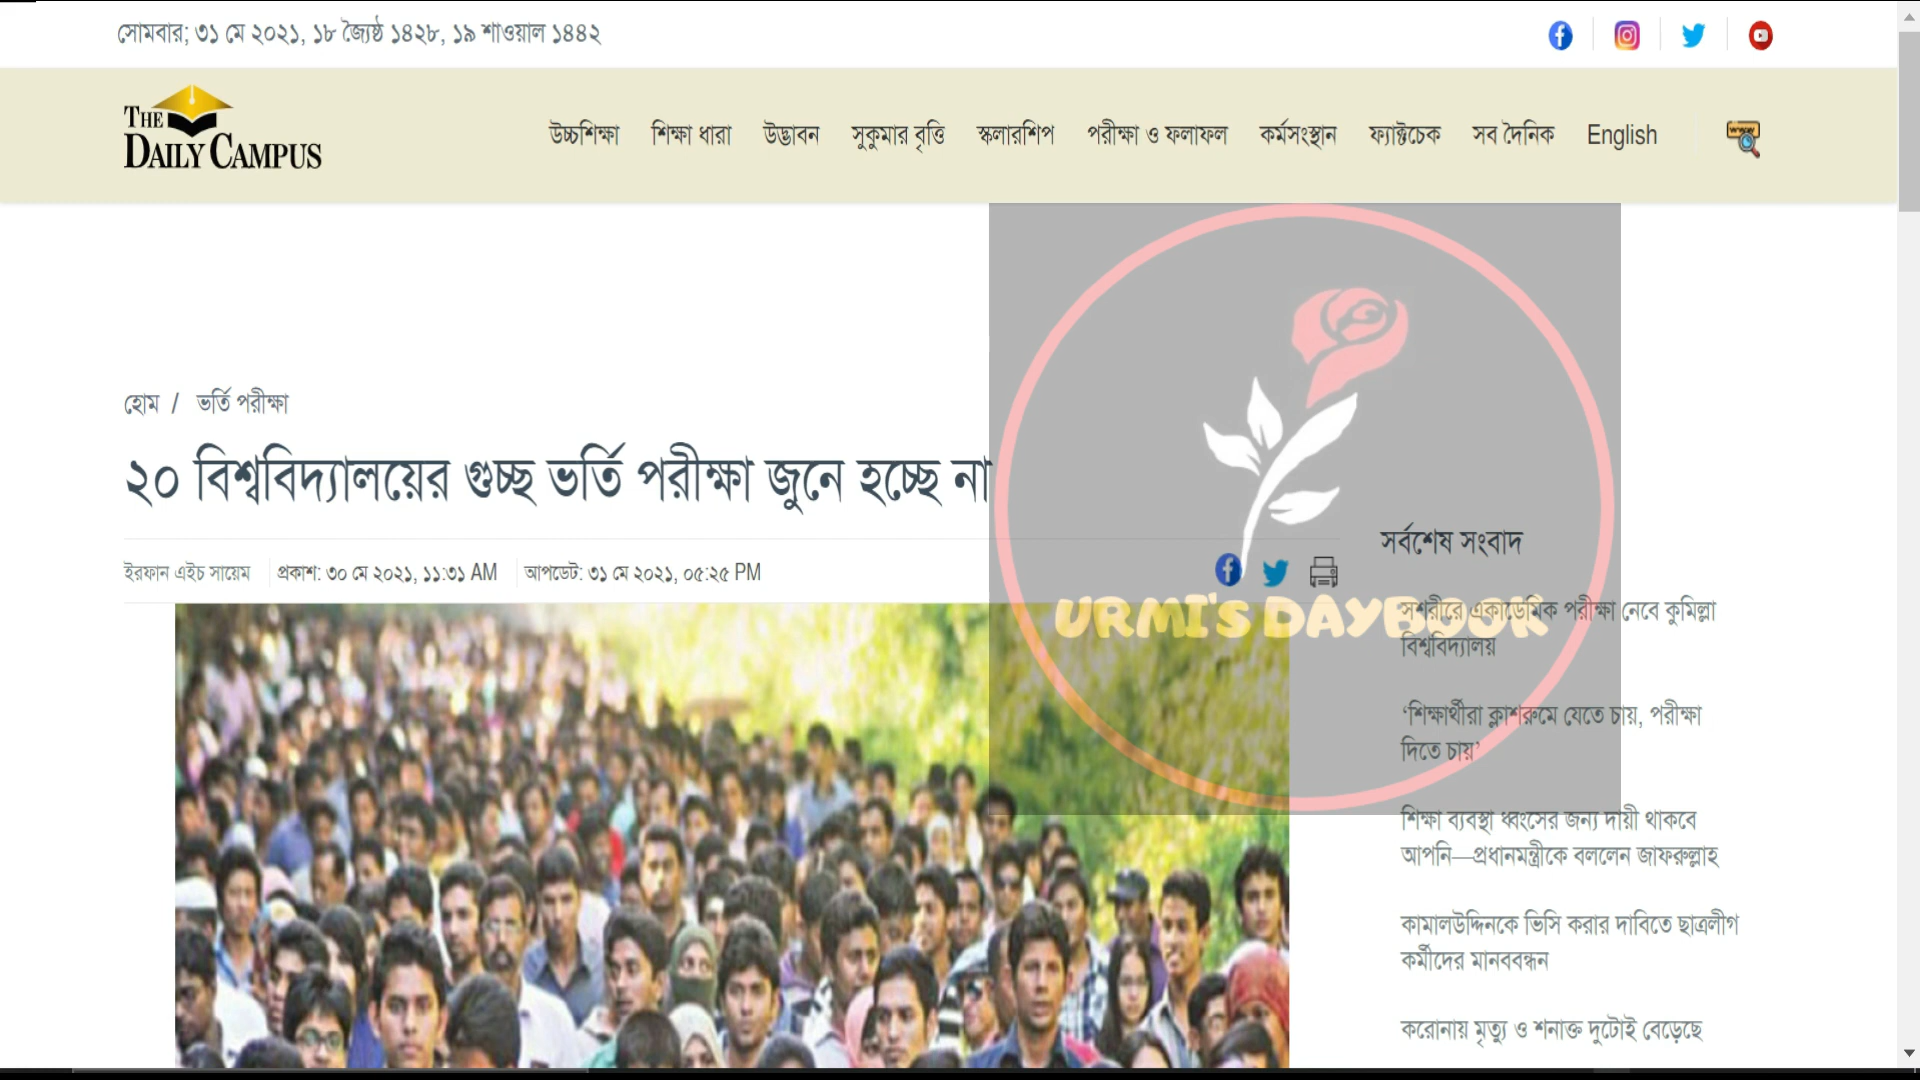 সোমবার; ৩১ মে ২০২১, ১৮ জ্যৈষ্ঠ ১৪২৮, ১৯ শাওয়াল ১৪৪২
THE
DAILY CAMPUS
উচ্চশিক্ষা শিক্ষা ধারা উদ্ভাবন সুকুমার বৃত্তি স্কলারশিপ পরীক্ষা ও ফলাফল কর্মসংস্থান ফ্যাক্টচেক সব দৈনিক English
হোম / ভর্তি পরীক্ষা
২০ বিশ্ববিদ্যালয়ের গুচ্ছ ভর্তি পরীক্ষা জুনে হচ্ছে না
ইরফান এইচ সায়েম প্রকাশ: ৩০ মে ২০২১, ১১:৩১ AM আপডেট: ৩১ মে ২০২১, ০৫:২৫ PM
URMI'S DAYBOOK
সর্বশেষ সংবাদ
সশরীরে একাডেমিক পরীক্ষা নেবে কুমিল্লা
বিশ্ববিদ্যালয়
‘শিক্ষার্থীরা ক্লাশরুমে যেতে চায়, পরীক্ষা
দিতে চায়’
শিক্ষা ব্যবস্থা ধ্বংসের জন্য দায়ী থাকবে
আপনি—প্রধানমন্ত্রীকে বললেন জাফরুল্লাহ
কামালউদ্দিনকে ভিসি করার দাবিতে ছাত্রলীগ
কর্মীদের মানববন্ধন
করোনায় মৃত্যু ও শনাক্ত দুটোই বেড়েছে